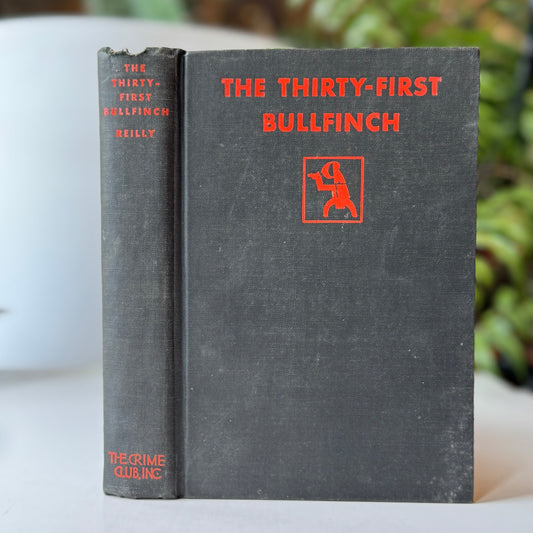 THE
THIRTY-
FIRST
BULLFINCH
REILLY
THE CRIME
CLUB, INC.
THE THIRTY-FIRST
BULLFINCH